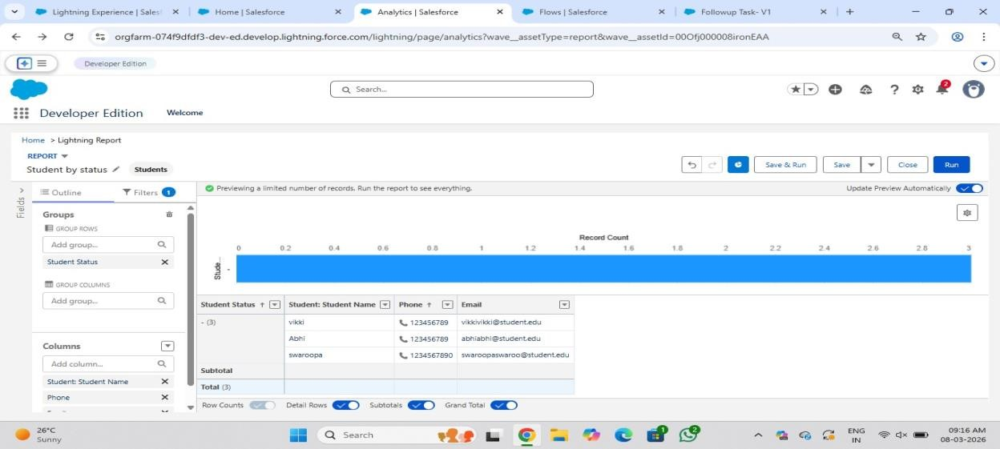 Lightning Experience | Salesf
Home | Salesforce
Analytics | Salesforce
Flows | Salesforce
Followup Task- V1
orgfarm-074f9dfdf3-dev-ed.develop.lightning.force.com/lightning/page/analytics?wave__assetType=report&wave__assetId=00Ofj000008ironEAA
Developer Edition
Search...
2
Developer Edition Welcome
Home > Lightning Report
REPORT
Student by status Students
Save & Run Save Close Run
Fields
Outline Filters 1
Previewing a limited number of records. Run the report to see everything.
Update Preview Automatically
Groups
GROUP ROWS
Add group...
Student Status
GROUP COLUMNS
Add group...
Columns
Add column...
Student: Student Name
Phone
Record Count
0 0.2 0.4 0.6 0.8 1 1.2 1.4 1.6 1.8 2 2.2 2.4 2.6 2.8 3
Stude...
-
Student Status ↑ Student: Student Name Phone ↑ Email
- (3) vikki 123456789 vikkivikki@student.edu
Abhi 123456789 abhiabhi@student.edu
swaroopa 1234567890 swaroopaswaroo@student.edu
Subtotal
Total (3)
Row Counts Detail Rows Subtotals Grand Total
26°C
Sunny
Search
1
2
ENG
IN
09:16 AM
08-03-2026